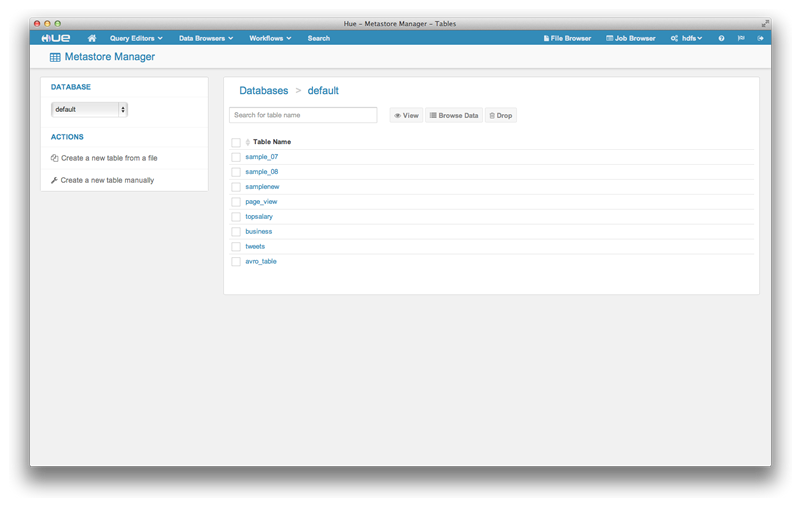 Hue – Metastore Manager – Tables
HUE Query Editors Data Browsers Workflows Search File Browser Job Browser hdfs
Metastore Manager
DATABASE
default
ACTIONS
Create a new table from a file
Create a new table manually
Databases > default
Search for table name View Browse Data Drop
Table Name
sample_07
sample_08
samplenew
page_view
topsalary
business
tweets
avro_table